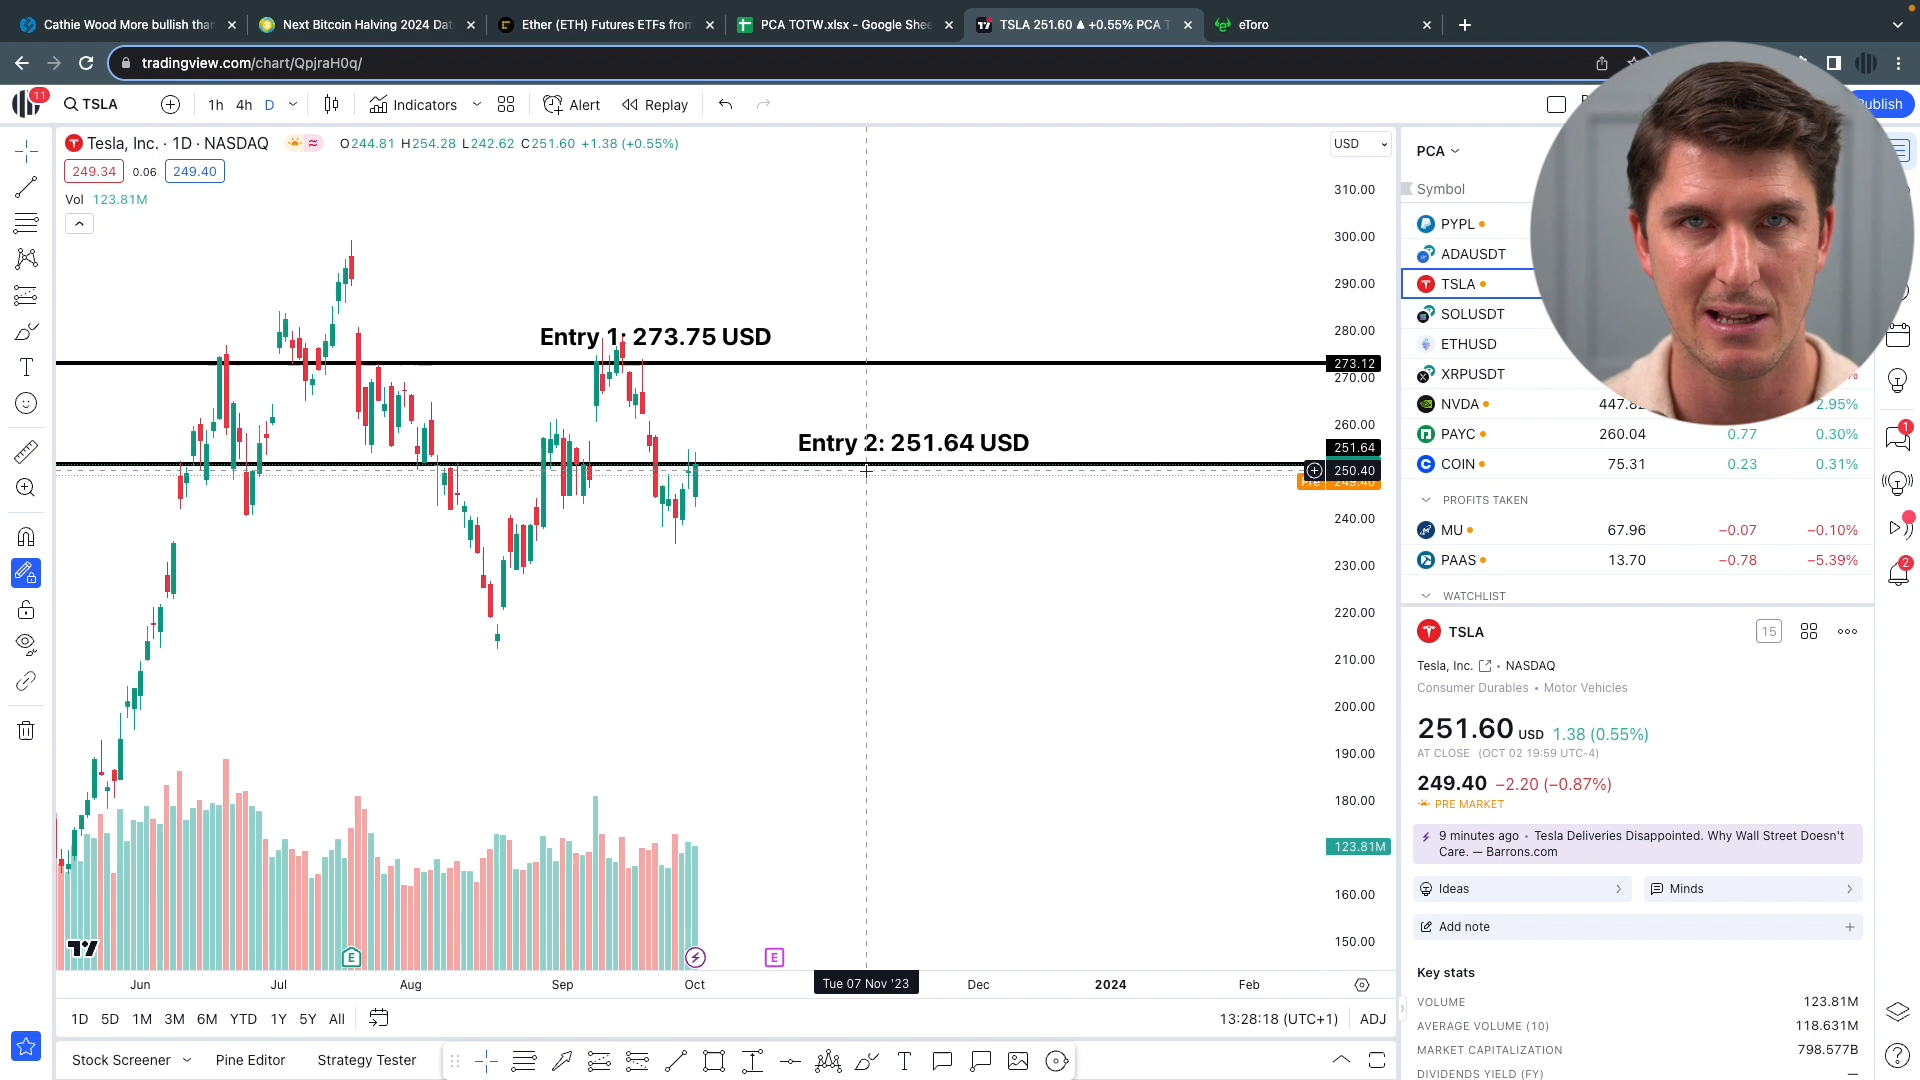 Cathie Wood More bullish tha
Next Bitcoin Halving 2024 Dat
Ether (ETH) Futures ETFs from
PCA TOTW.xlsx - Google Shee
TSLA 251.60 ▲ +0.55% PCA T
eToro
tradingview.com/chart/QpjraH0q/
11
TSLA
1h 4h D
Indicators
Alert
Replay
Publish
Tesla, Inc. · 1D · NASDAQ
O244.81 H254.28 L242.62 C251.60 +1.38 (+0.55%)
249.34 0.06 249.40
Vol 123.81M
USD
310.00
300.00
290.00
280.00
273.12
270.00
260.00
251.64
250.40
Pre 249.40
240.00
230.00
220.00
210.00
200.00
190.00
180.00
123.81M
160.00
150.00
Entry 1: 273.75 USD
Entry 2: 251.64 USD
E
E
Jun Jul Aug Sep Oct Tue 07 Nov '23 Dec 2024 Feb
1D 5D 1M 3M 6M YTD 1Y 5Y All
13:28:18 (UTC+1) ADJ
Stock Screener Pine Editor Strategy Tester
PCA
Symbol
PYPL
ADAUSDT
TSLA
SOLUSDT
ETHUSD
XRPUSDT
NVDA 447.82 2.95%
PAYC 260.04 0.77 0.30%
COIN 75.31 0.23 0.31%
PROFITS TAKEN
MU 67.96 −0.07 −0.10%
PAAS 13.70 −0.78 −5.39%
WATCHLIST
TSLA
15
Tesla, Inc. • NASDAQ
Consumer Durables • Motor Vehicles
251.60 USD 1.38 (0.55%)
AT CLOSE (OCT 02 19:59 UTC-4)
249.40 −2.20 (−0.87%)
PRE MARKET
9 minutes ago • Tesla Deliveries Disappointed. Why Wall Street Doesn't
Care. — Barrons.com
Ideas
Minds
Add note
Key stats
VOLUME 123.81M
AVERAGE VOLUME (10) 118.631M
MARKET CAPITALIZATION 798.577B
DIVIDENDS YIELD (FY) —
1
2